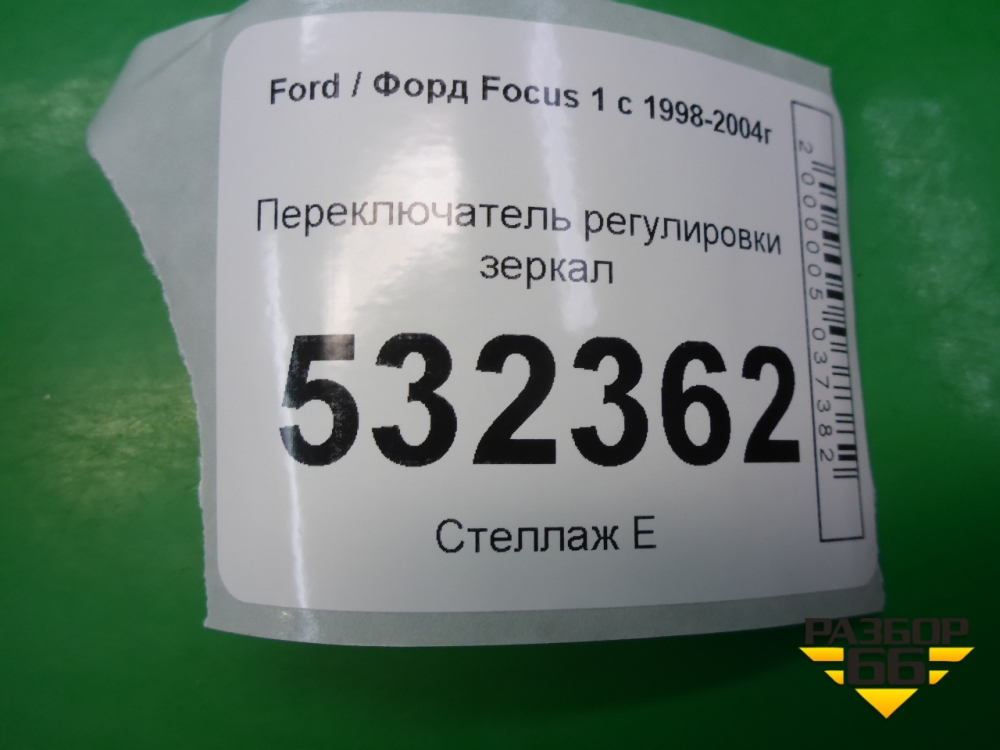 Ford / Форд Focus 1 с 1998-2004г
Переключатель регулировки
зеркал
532362
Стеллаж Е
2000005037382
РАЗБОР
66